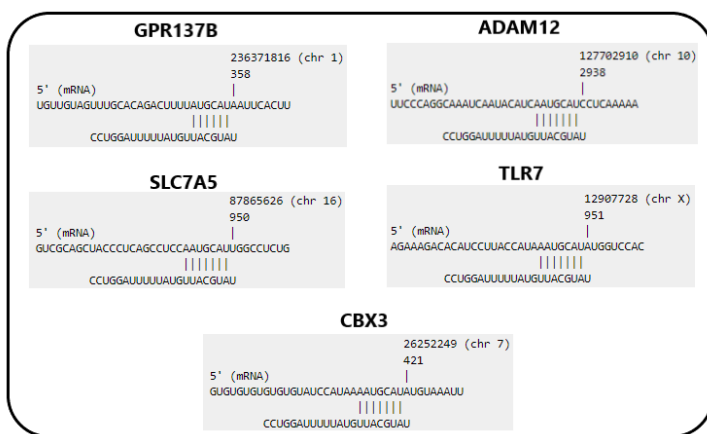 GPR137B
236371816 (chr 1)
358
5' (mRNA) |
UGUUGUAGUUUGCACAGACUUUUAUGCAUAAUUCACUU
||||||
CCUGGAUUUUUAUGUUACGUAU
ADAM12
127702910 (chr 10)
2938
5' (mRNA) |
UUCCCAGGCAAAUCAAUACAUCAAUGCAUCCUCAAAAA
|||||||
CCUGGAUUUUUAUGUUACGUAU
SLC7A5
87865626 (chr 16)
950
5' (mRNA) |
GUCGCAGCUACCCUCAGCCUCCAAUGCAUUGGCCUCUG
|||||||
CCUGGAUUUUUAUGUUACGUAU
TLR7
12907728 (chr X)
951
5' (mRNA) |
AGAAAGACACAUCCUUACCAUAAAUGCAUAUGGUCCAC
|||||||
CCUGGAUUUUUAUGUUACGUAU
CBX3
26252249 (chr 7)
421
5' (mRNA) |
GUGUGUGUGUGUGUAUCCAUAAAAUGCAUAUGUAAAUU
|||||||
CCUGGAUUUUUAUGUUACGUAU